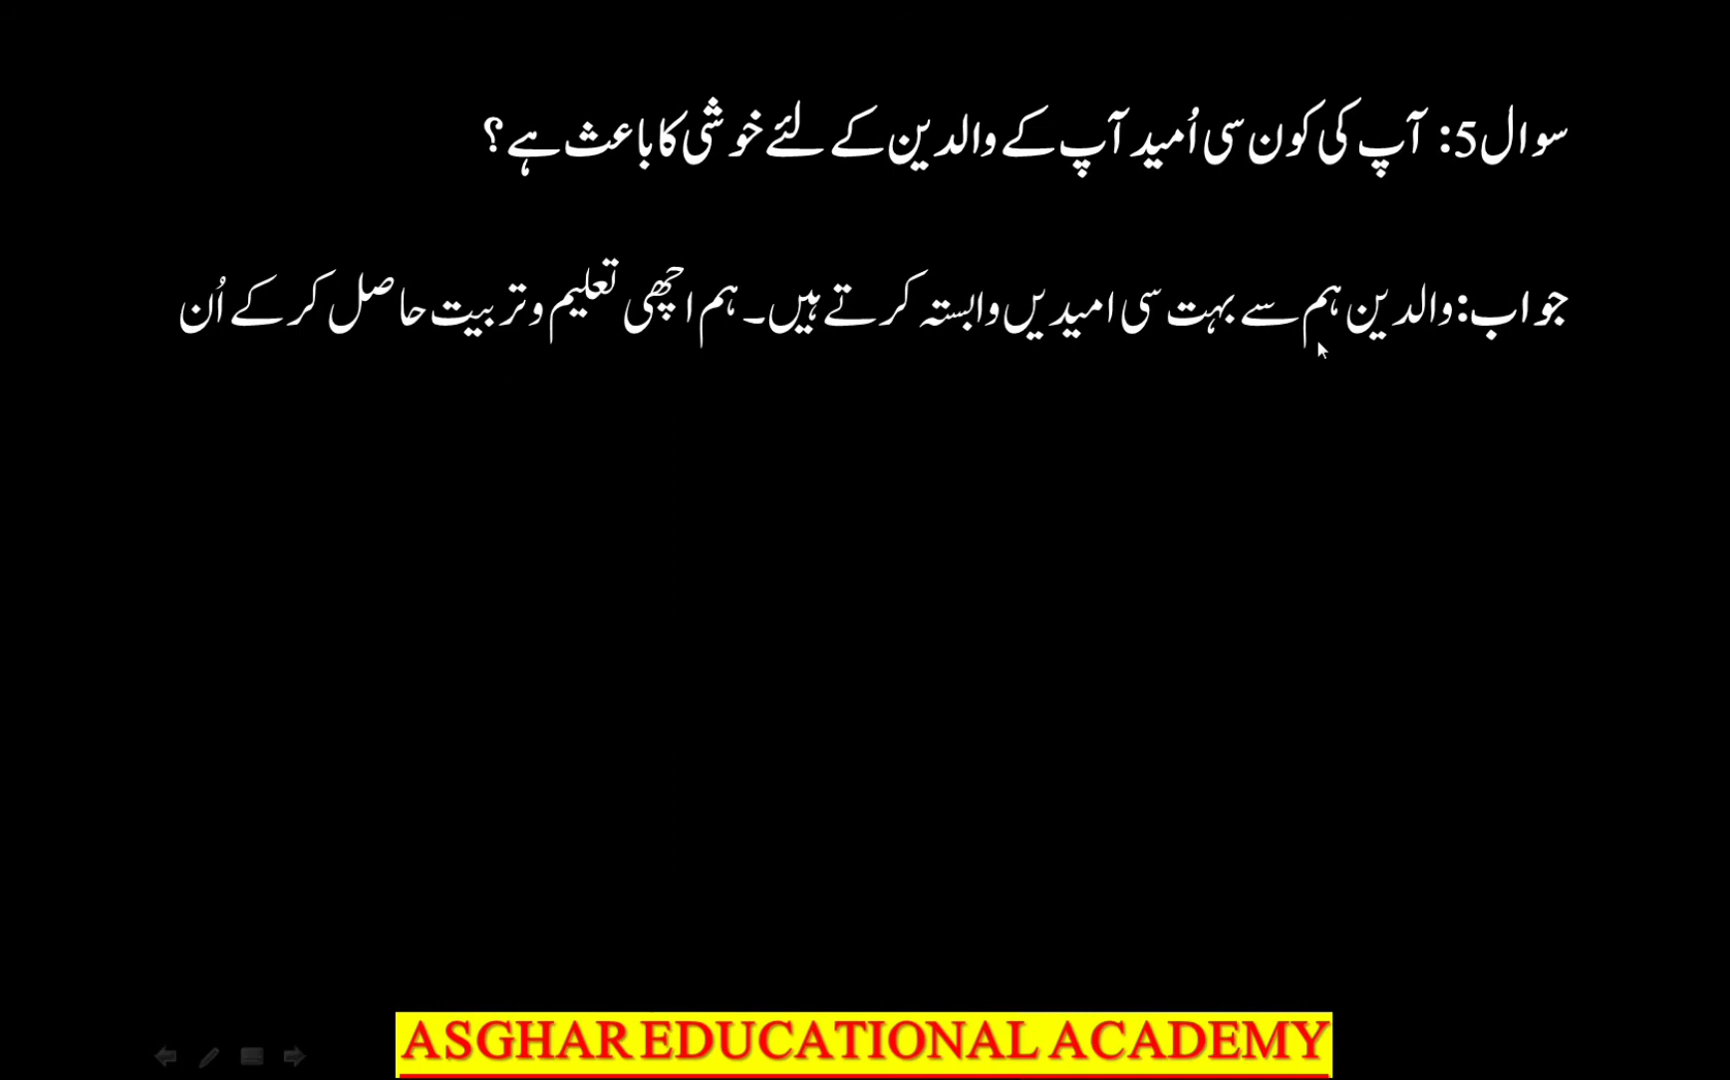 سوال5: آپ کی کون سی اُمید آپ کے والدین کے لئے خوشی کا باعث ہے؟
جواب: والدین ہم سے بہت سی امیدیں وابستہ کرتے ہیں۔ ہم اچھی تعلیم و تربیت حاصل کر کے اُن
ASGHAR EDUCATIONAL ACADEMY